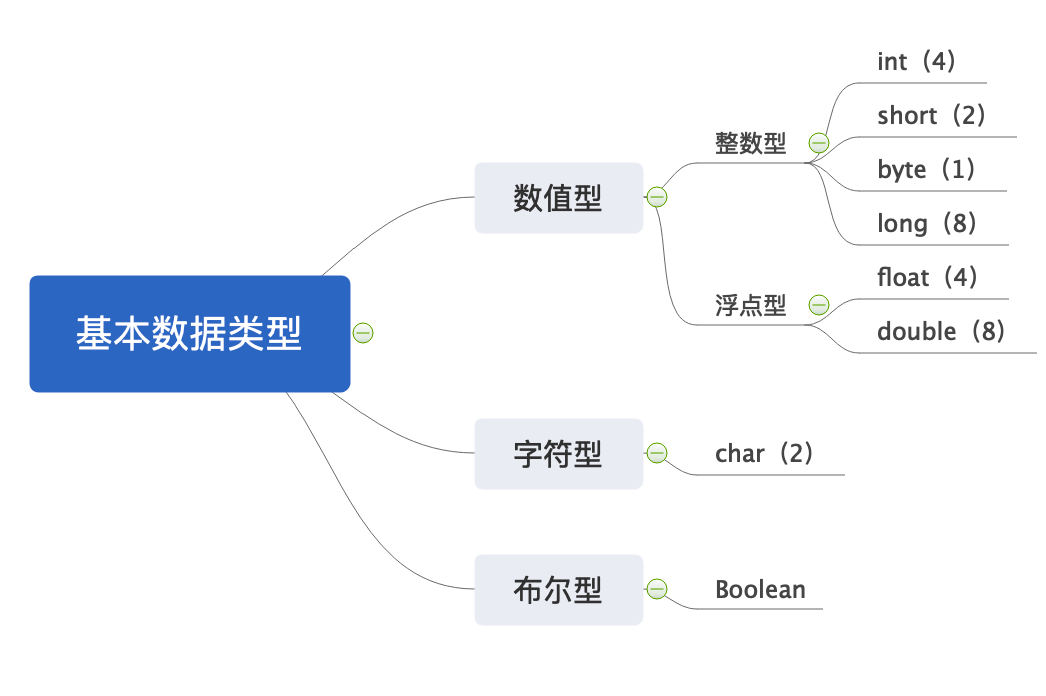 基本数据类型
数值型
整数型
int（4）
short（2）
byte（1）
long（8）
浮点型
float（4）
double（8）
字符型
char（2）
布尔型
Boolean